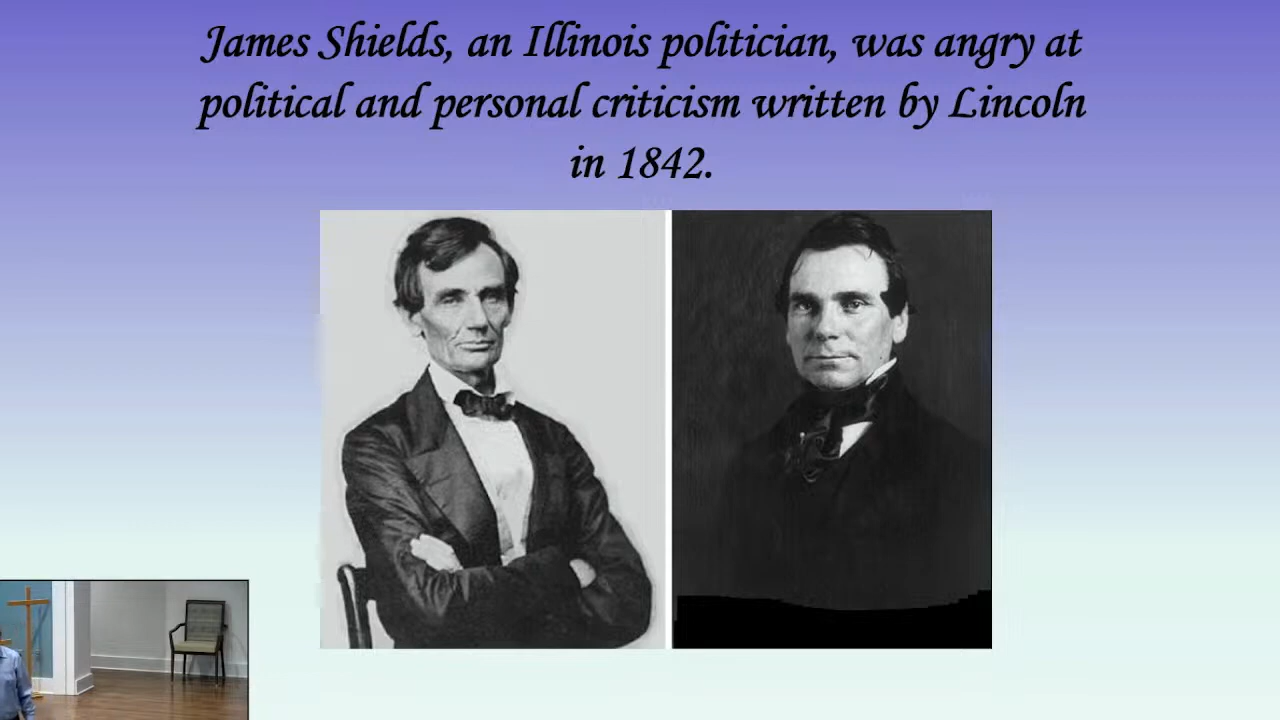 James Shields, an Illinois politician, was angry at
political and personal criticism written by Lincoln
in 1842.